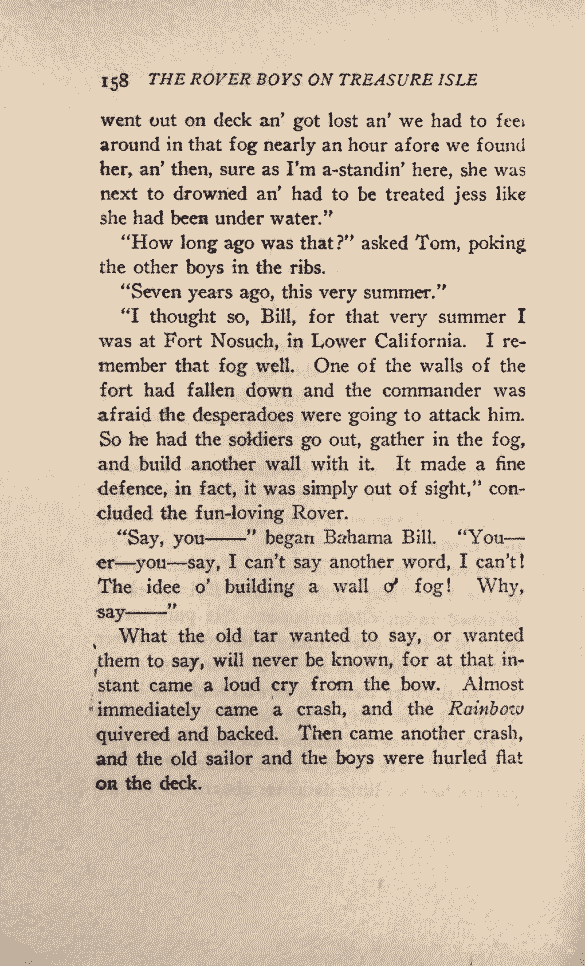 158 THE ROVER BOYS ON TREASURE ISLE
went out on deck an' got lost an' we had to feel
around in that fog nearly an hour afore we found
her, an' then, sure as I'm a-standin' here, she was
next to drowned an' had to be treated jess like
she had been under water."
"How long ago was that?" asked Tom, poking
the other boys in the ribs.
"Seven years ago, this very summer."
"I thought so, Bill, for that very summer I
was at Fort Nosuch, in Lower California. I re-
member that fog well. One of the walls of the
fort had fallen down and the commander was
afraid the desperadoes were going to attack him.
So he had the soldiers go out, gather in the fog,
and build another wall with it. It made a fine
defence, in fact, it was simply out of sight," con-
cluded the fun-loving Rover.
"Say, you——" began Bahama Bill. "You—
er—you—say, I can't say another word, I can't!
The idee o' building a wall o' fog! Why,
say——"
What the old tar wanted to say, or wanted
them to say, will never be known, for at that in-
stant came a loud cry from the bow. Almost
immediately came a crash, and the Rainbow
quivered and backed. Then came another crash,
and the old sailor and the boys were hurled flat
on the deck.